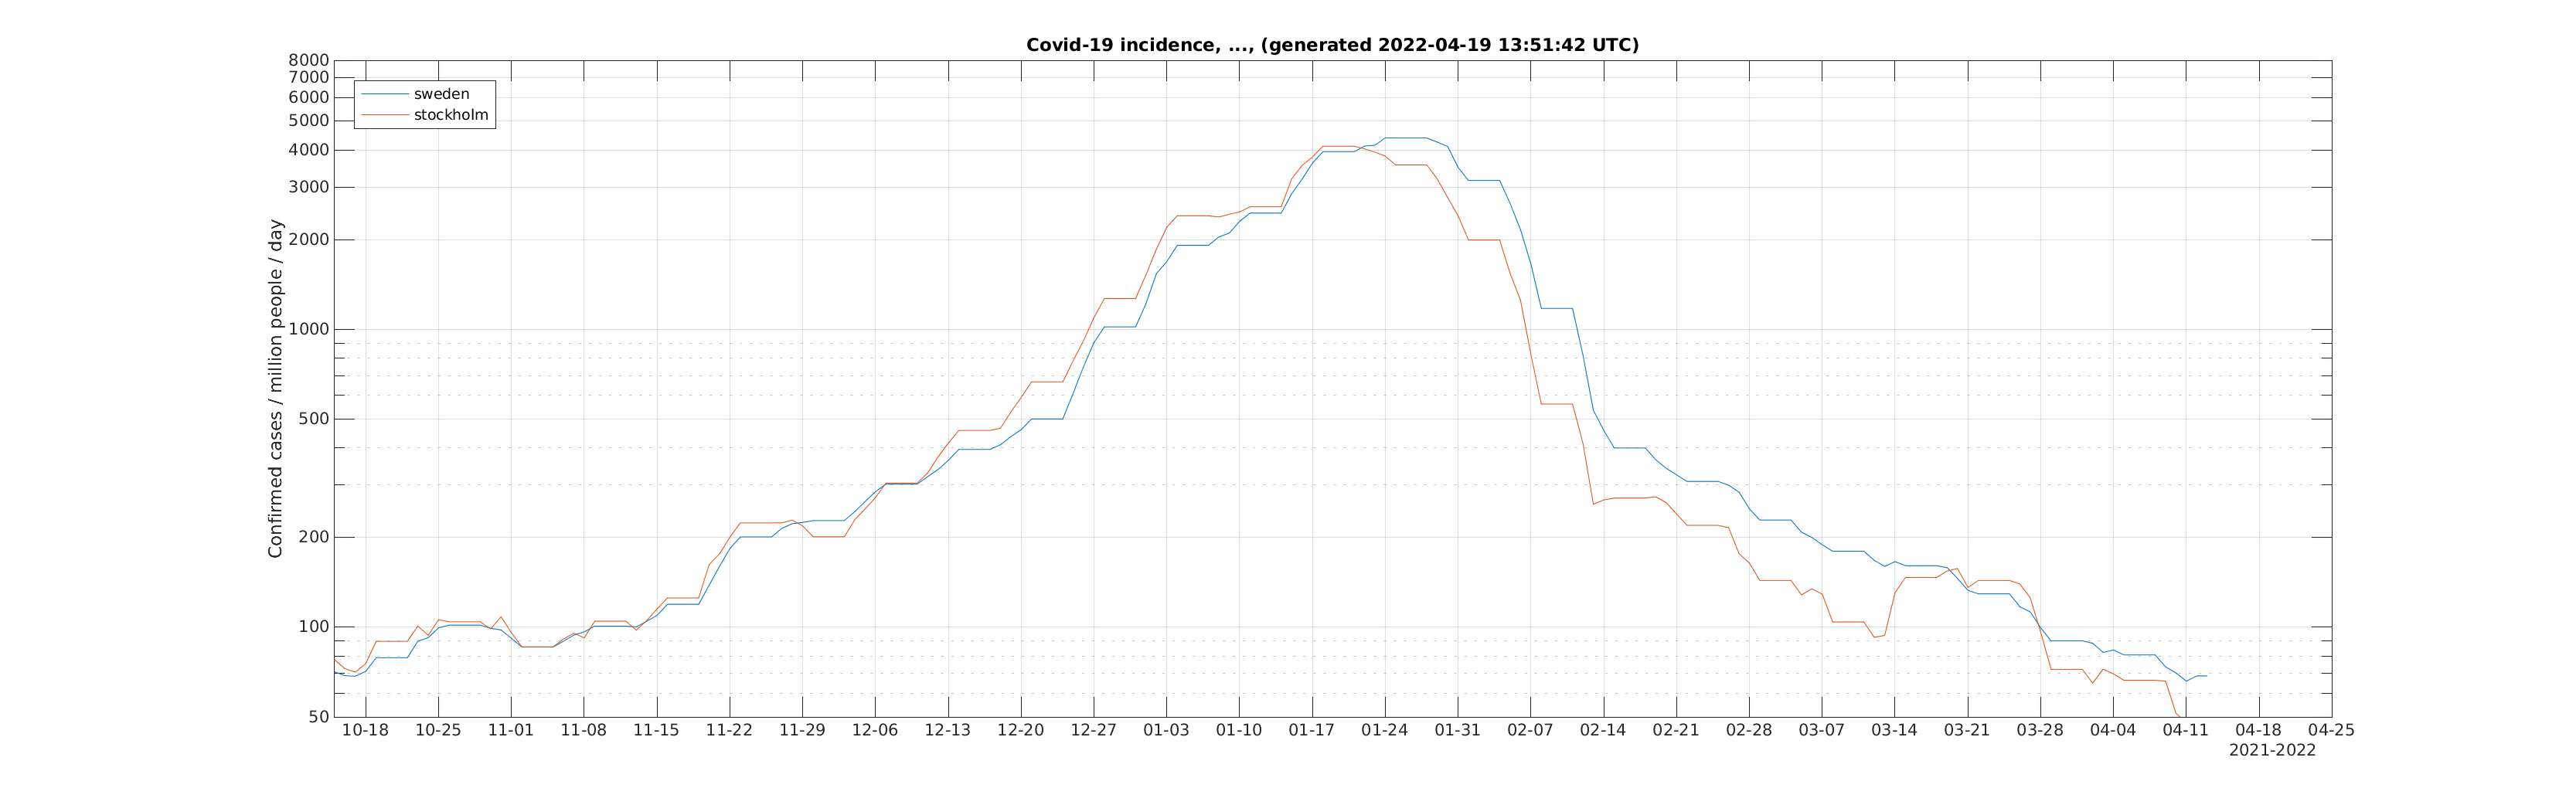 Covid-19 incidence, ..., (generated 2022-04-19 13:51:42 UTC)
8000
7000
6000
5000
4000
3000
2000
1000
500
200
100
50
Confirmed cases / million people / day
sweden
stockholm
10-18 10-25 11-01 11-08 11-15 11-22 11-29 12-06 12-13 12-20 12-27 01-03 01-10 01-17 01-24 01-31 02-07 02-14 02-21 02-28 03-07 03-14 03-21 03-28 04-04 04-11 04-18 04-25
2021-2022